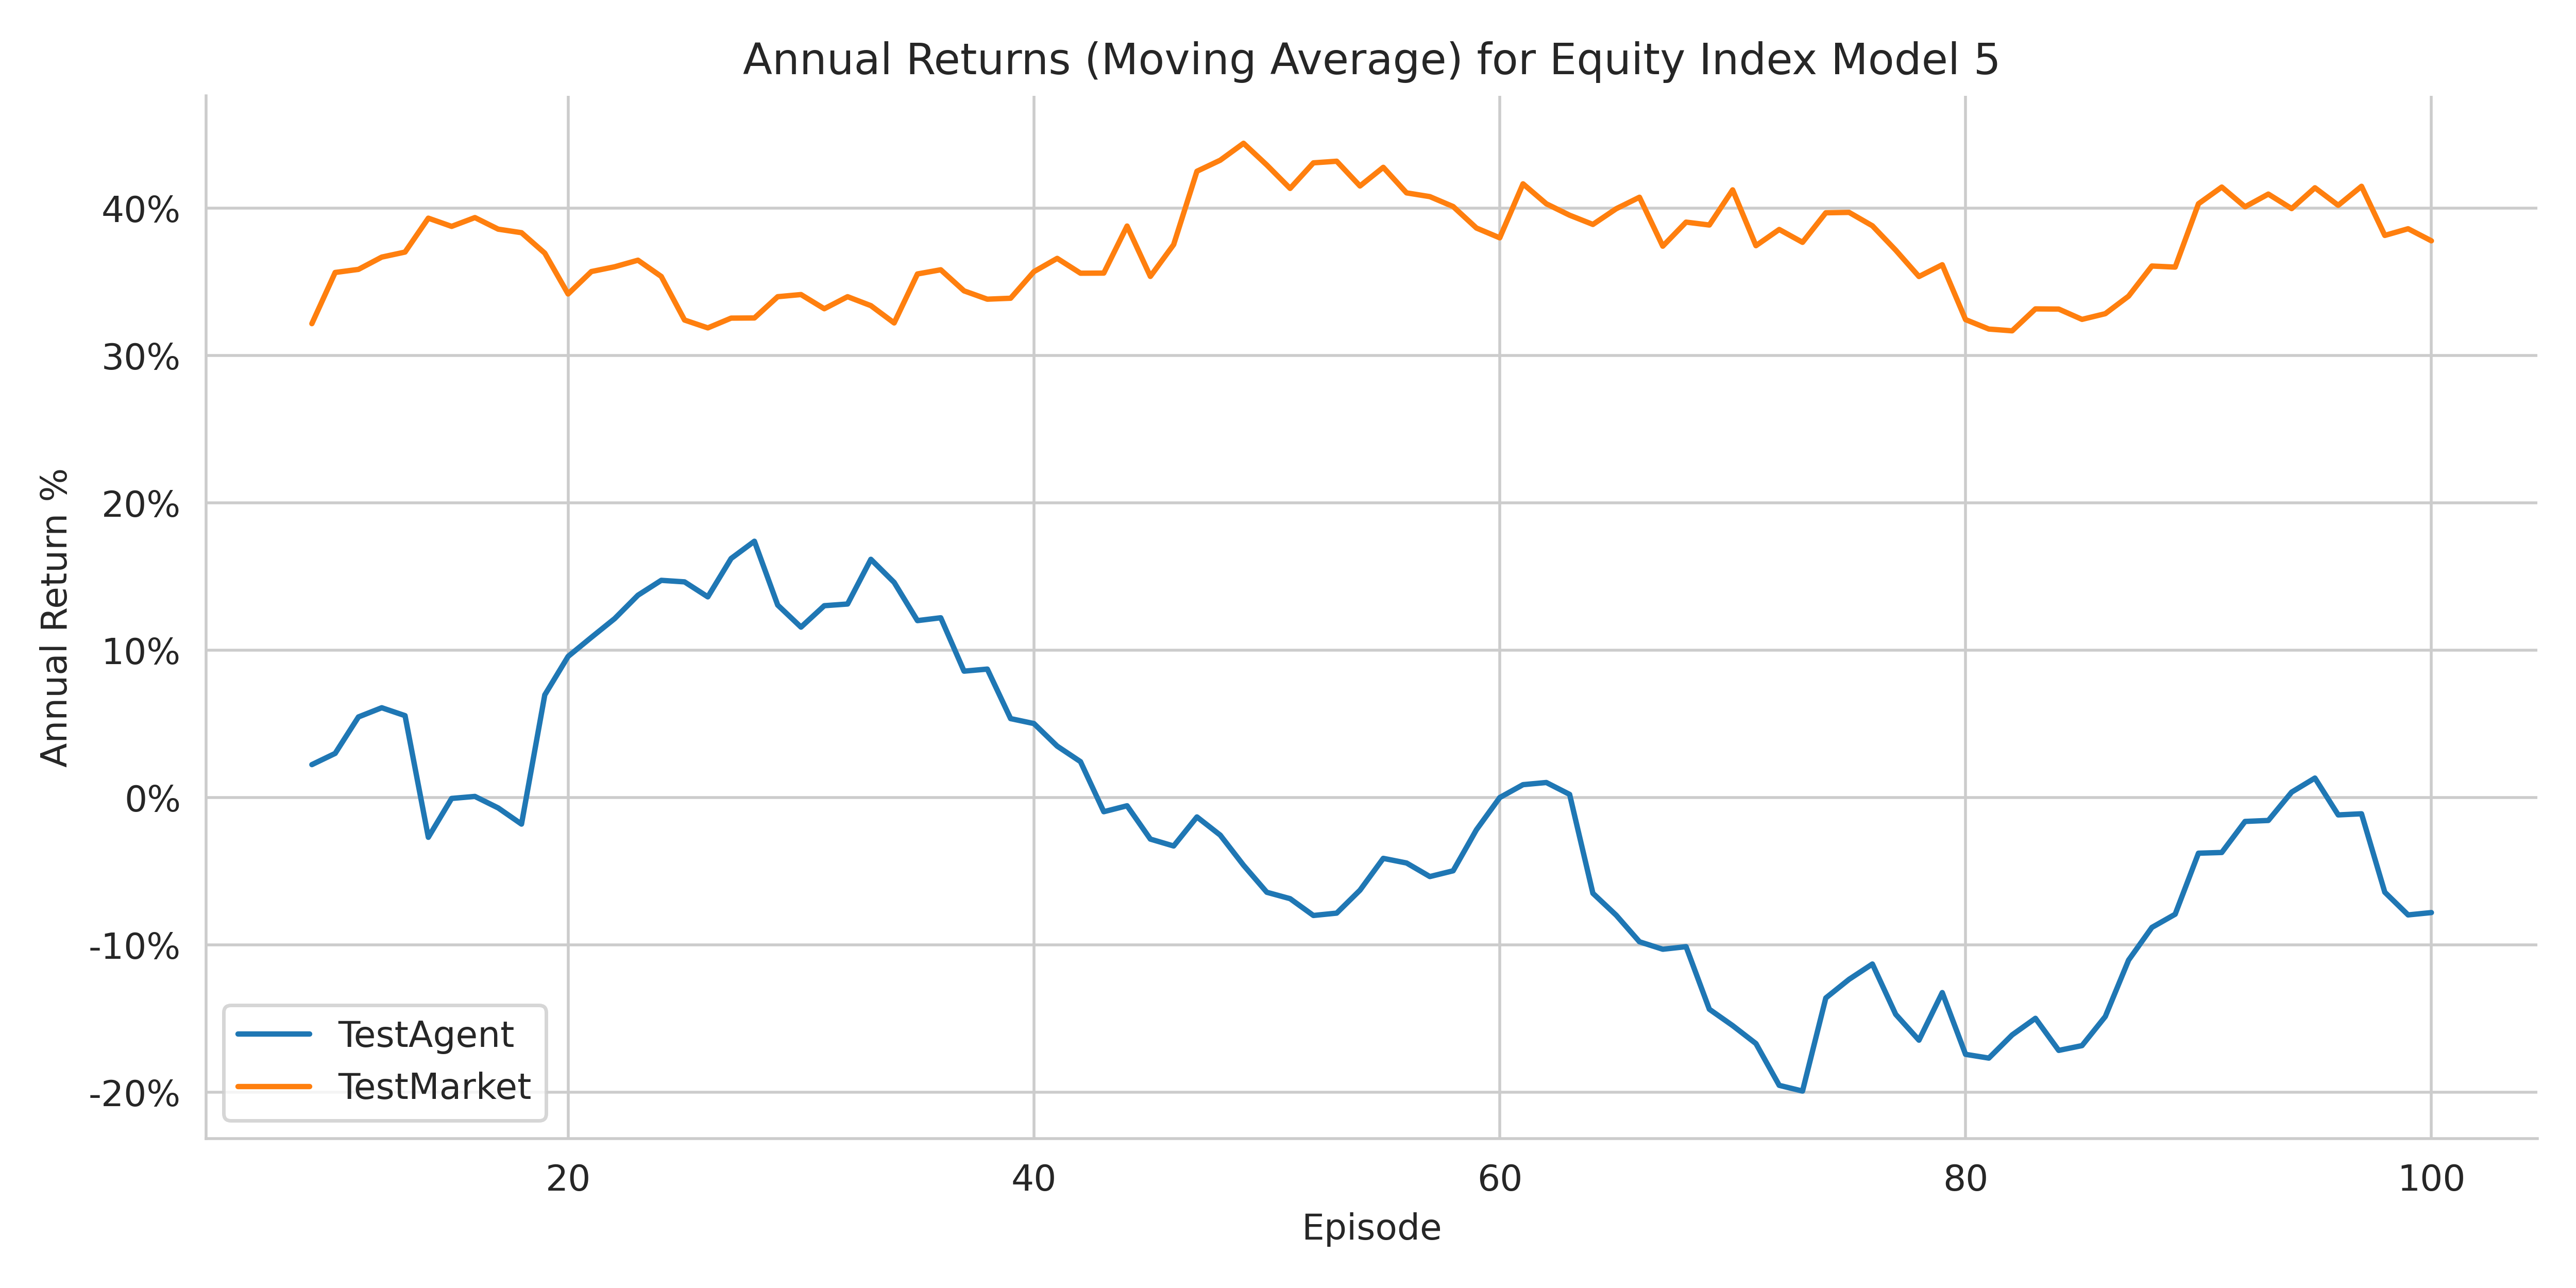 Annual Returns (Moving Average) for Equity Index Model 5
Annual Return %
40%
30%
20%
10%
0%
-10%
-20%
TestAgent
TestMarket
20 40 60 80 100
Episode